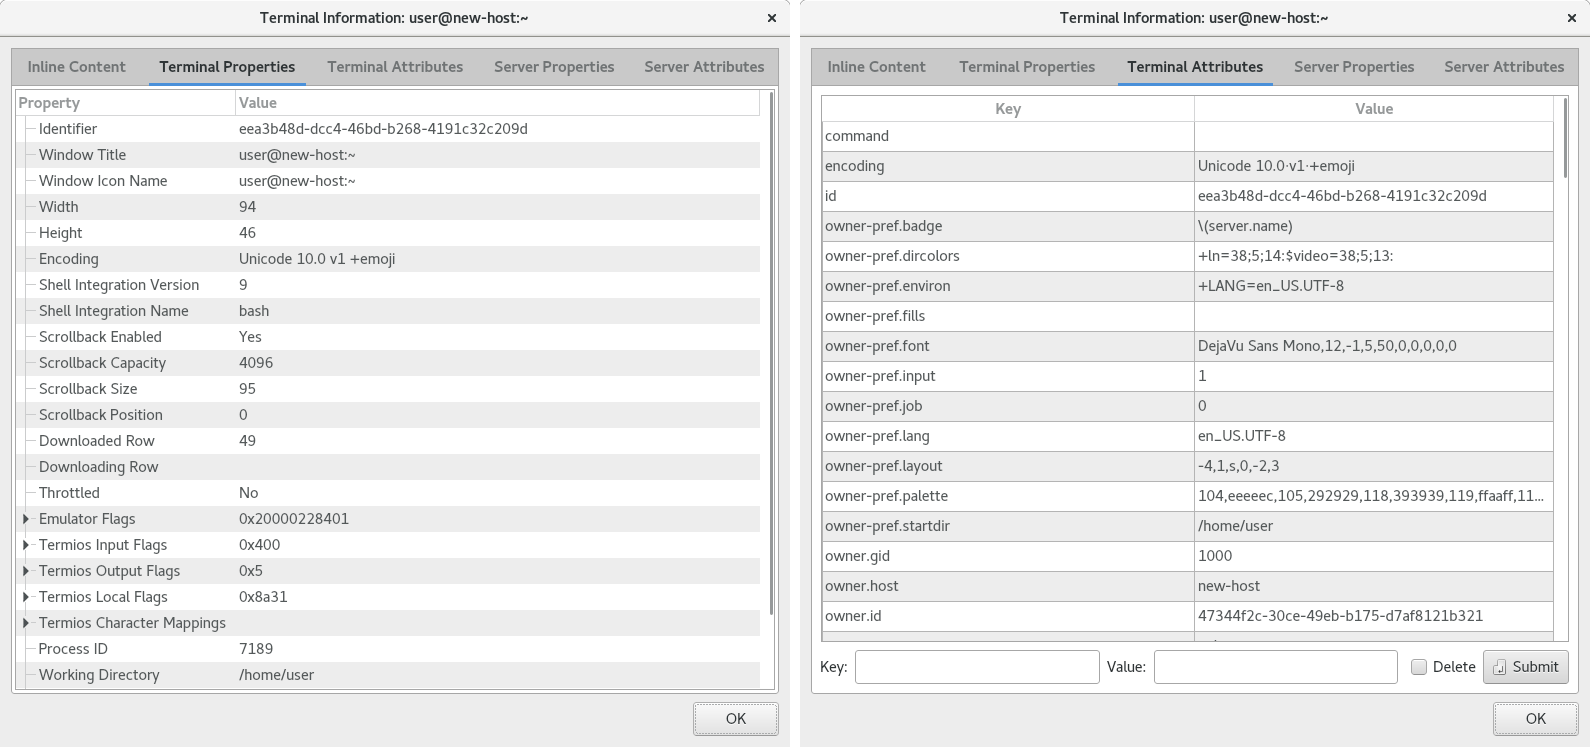 Terminal Information: user@new-host:~
Inline Content Terminal Properties Terminal Attributes Server Properties Server Attributes
Property Value
Identifier eea3b48d-dcc4-46bd-b268-4191c32c209d
Window Title user@new-host:~
Window Icon Name user@new-host:~
Width 94
Height 46
Encoding Unicode 10.0 v1 +emoji
Shell Integration Version 9
Shell Integration Name bash
Scrollback Enabled Yes
Scrollback Capacity 4096
Scrollback Size 95
Scrollback Position 0
Downloaded Row 49
Downloading Row
Throttled No
Emulator Flags 0x20000228401
Termios Input Flags 0x400
Termios Output Flags 0x5
Termios Local Flags 0x8a31
Termios Character Mappings
Process ID 7189
Working Directory /home/user
OK
Terminal Information: user@new-host:~
Inline Content Terminal Properties Terminal Attributes Server Properties Server Attributes
Key Value
command
encoding Unicode 10.0·v1·+emoji
id eea3b48d-dcc4-46bd-b268-4191c32c209d
owner-pref.badge \(server.name)
owner-pref.dircolors +ln=38;5;14:$video=38;5;13:
owner-pref.environ +LANG=en_US.UTF-8
owner-pref.fills
owner-pref.font DejaVu Sans Mono,12,-1,5,50,0,0,0,0,0
owner-pref.input 1
owner-pref.job 0
owner-pref.lang en_US.UTF-8
owner-pref.layout -4,1,s,0,-2,3
owner-pref.palette 104,eeeeec,105,292929,118,393939,119,ffaaff,11...
owner-pref.startdir /home/user
owner.gid 1000
owner.host new-host
owner.id 47344f2c-30ce-49eb-b175-d7af8121b321
Key: Value: Delete Submit
OK